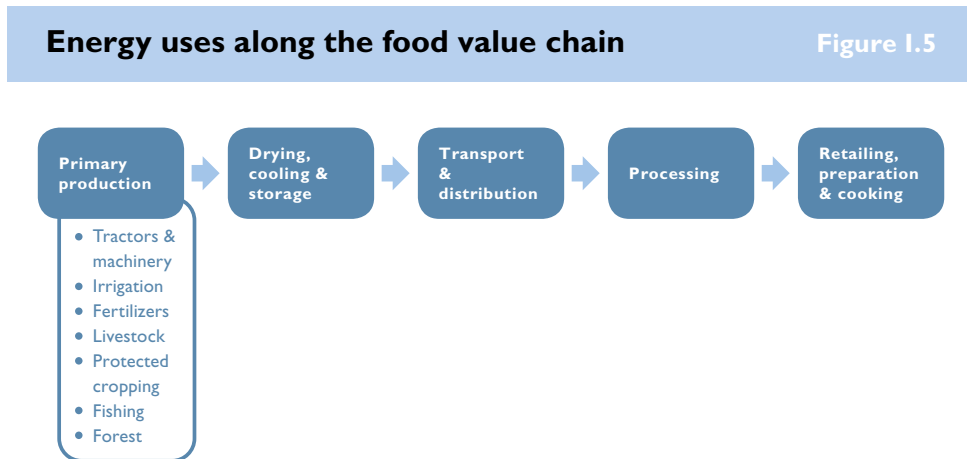 Energy uses along the food value chain
Figure 1.5
Primary
production
Drying,
cooling &
storage
Transport
&
distribution
Processing
Retailing,
preparation
& cooking
• Tractors &
machinery
• Irrigation
• Fertilizers
• Livestock
• Protected
cropping
• Fishing
• Forest